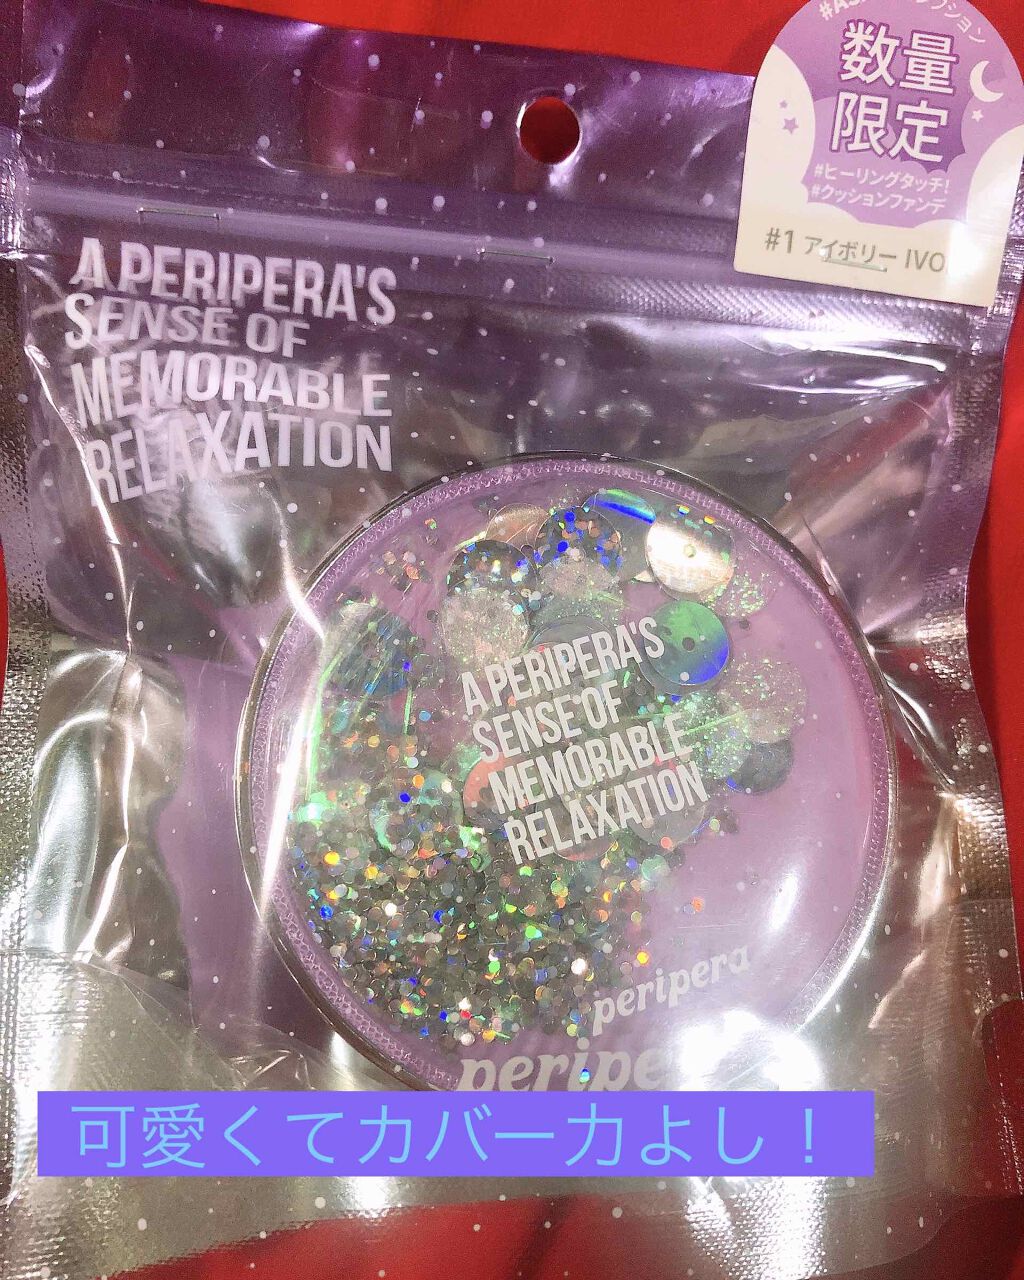 数量
限定
#ヒーリングタッチ!
#クッションファンデ
#1 アイボリー IVO
A PERIPERA'S
SENSE OF
MEMORABLE
RELAXATION
A PERIPERA'S
SENSE OF
MEMORABLE
RELAXATION
peripera
peripe
可愛くてカバー力よし！